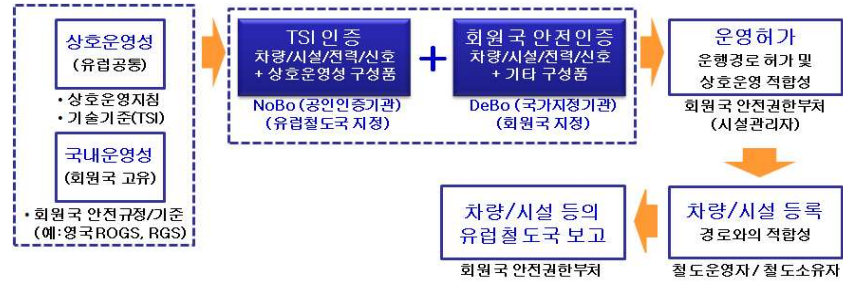 상호운영성
(유럽공통)
• 상호운영지침
• 기술기준(TSI)
국내운영성
(회원국 고유)
• 회원국 안전규정/기준
(예:영국ROGS, RGS)
TSI 인증
차량/시설/전력/신호
+ 상호운영성 구성품
NoBo (공인인증기관)
(유럽철도국 지정)
+
회원국 안전인증
차량/시설/전력/신호
+ 기타 구성품
DeBo (국가지정기관)
(회원국 지정)
운영허가
운행경로 허가 및
상호운영 적합성
회원국 안전권한부처
(시설관리자)
차량/시설 등의
유럽철도국 보고
회원국 안전권한부처
차량/시설 등록
경로와의 적합성
철도운영자/ 철도소유자